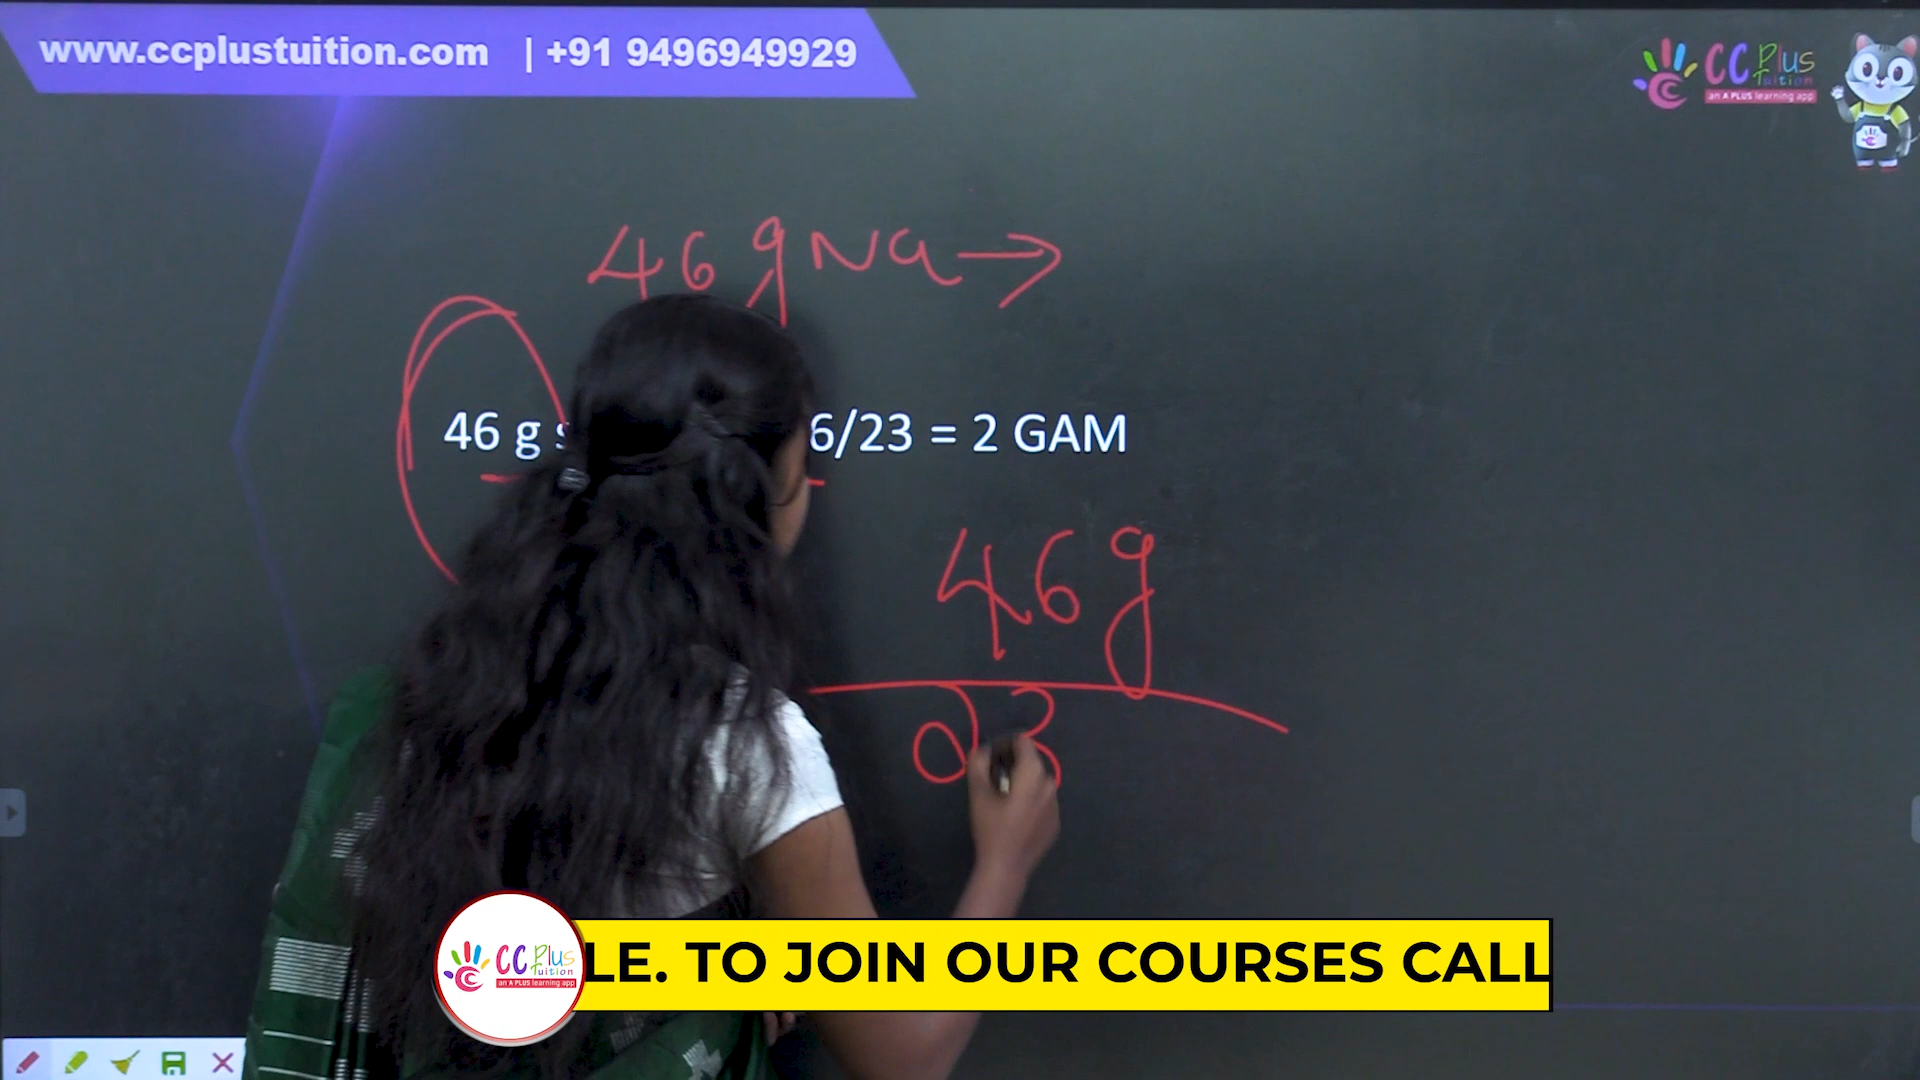 www.ccplustuition.com | +91 9496949929
CC Plus
Tuition
an A PLUS learning app
46 g Na →
46 g 6/23 = 2 GAM
46 g
23
CC Plus
Tuition
an A PLUS learning app
LE. TO JOIN OUR COURSES CALL